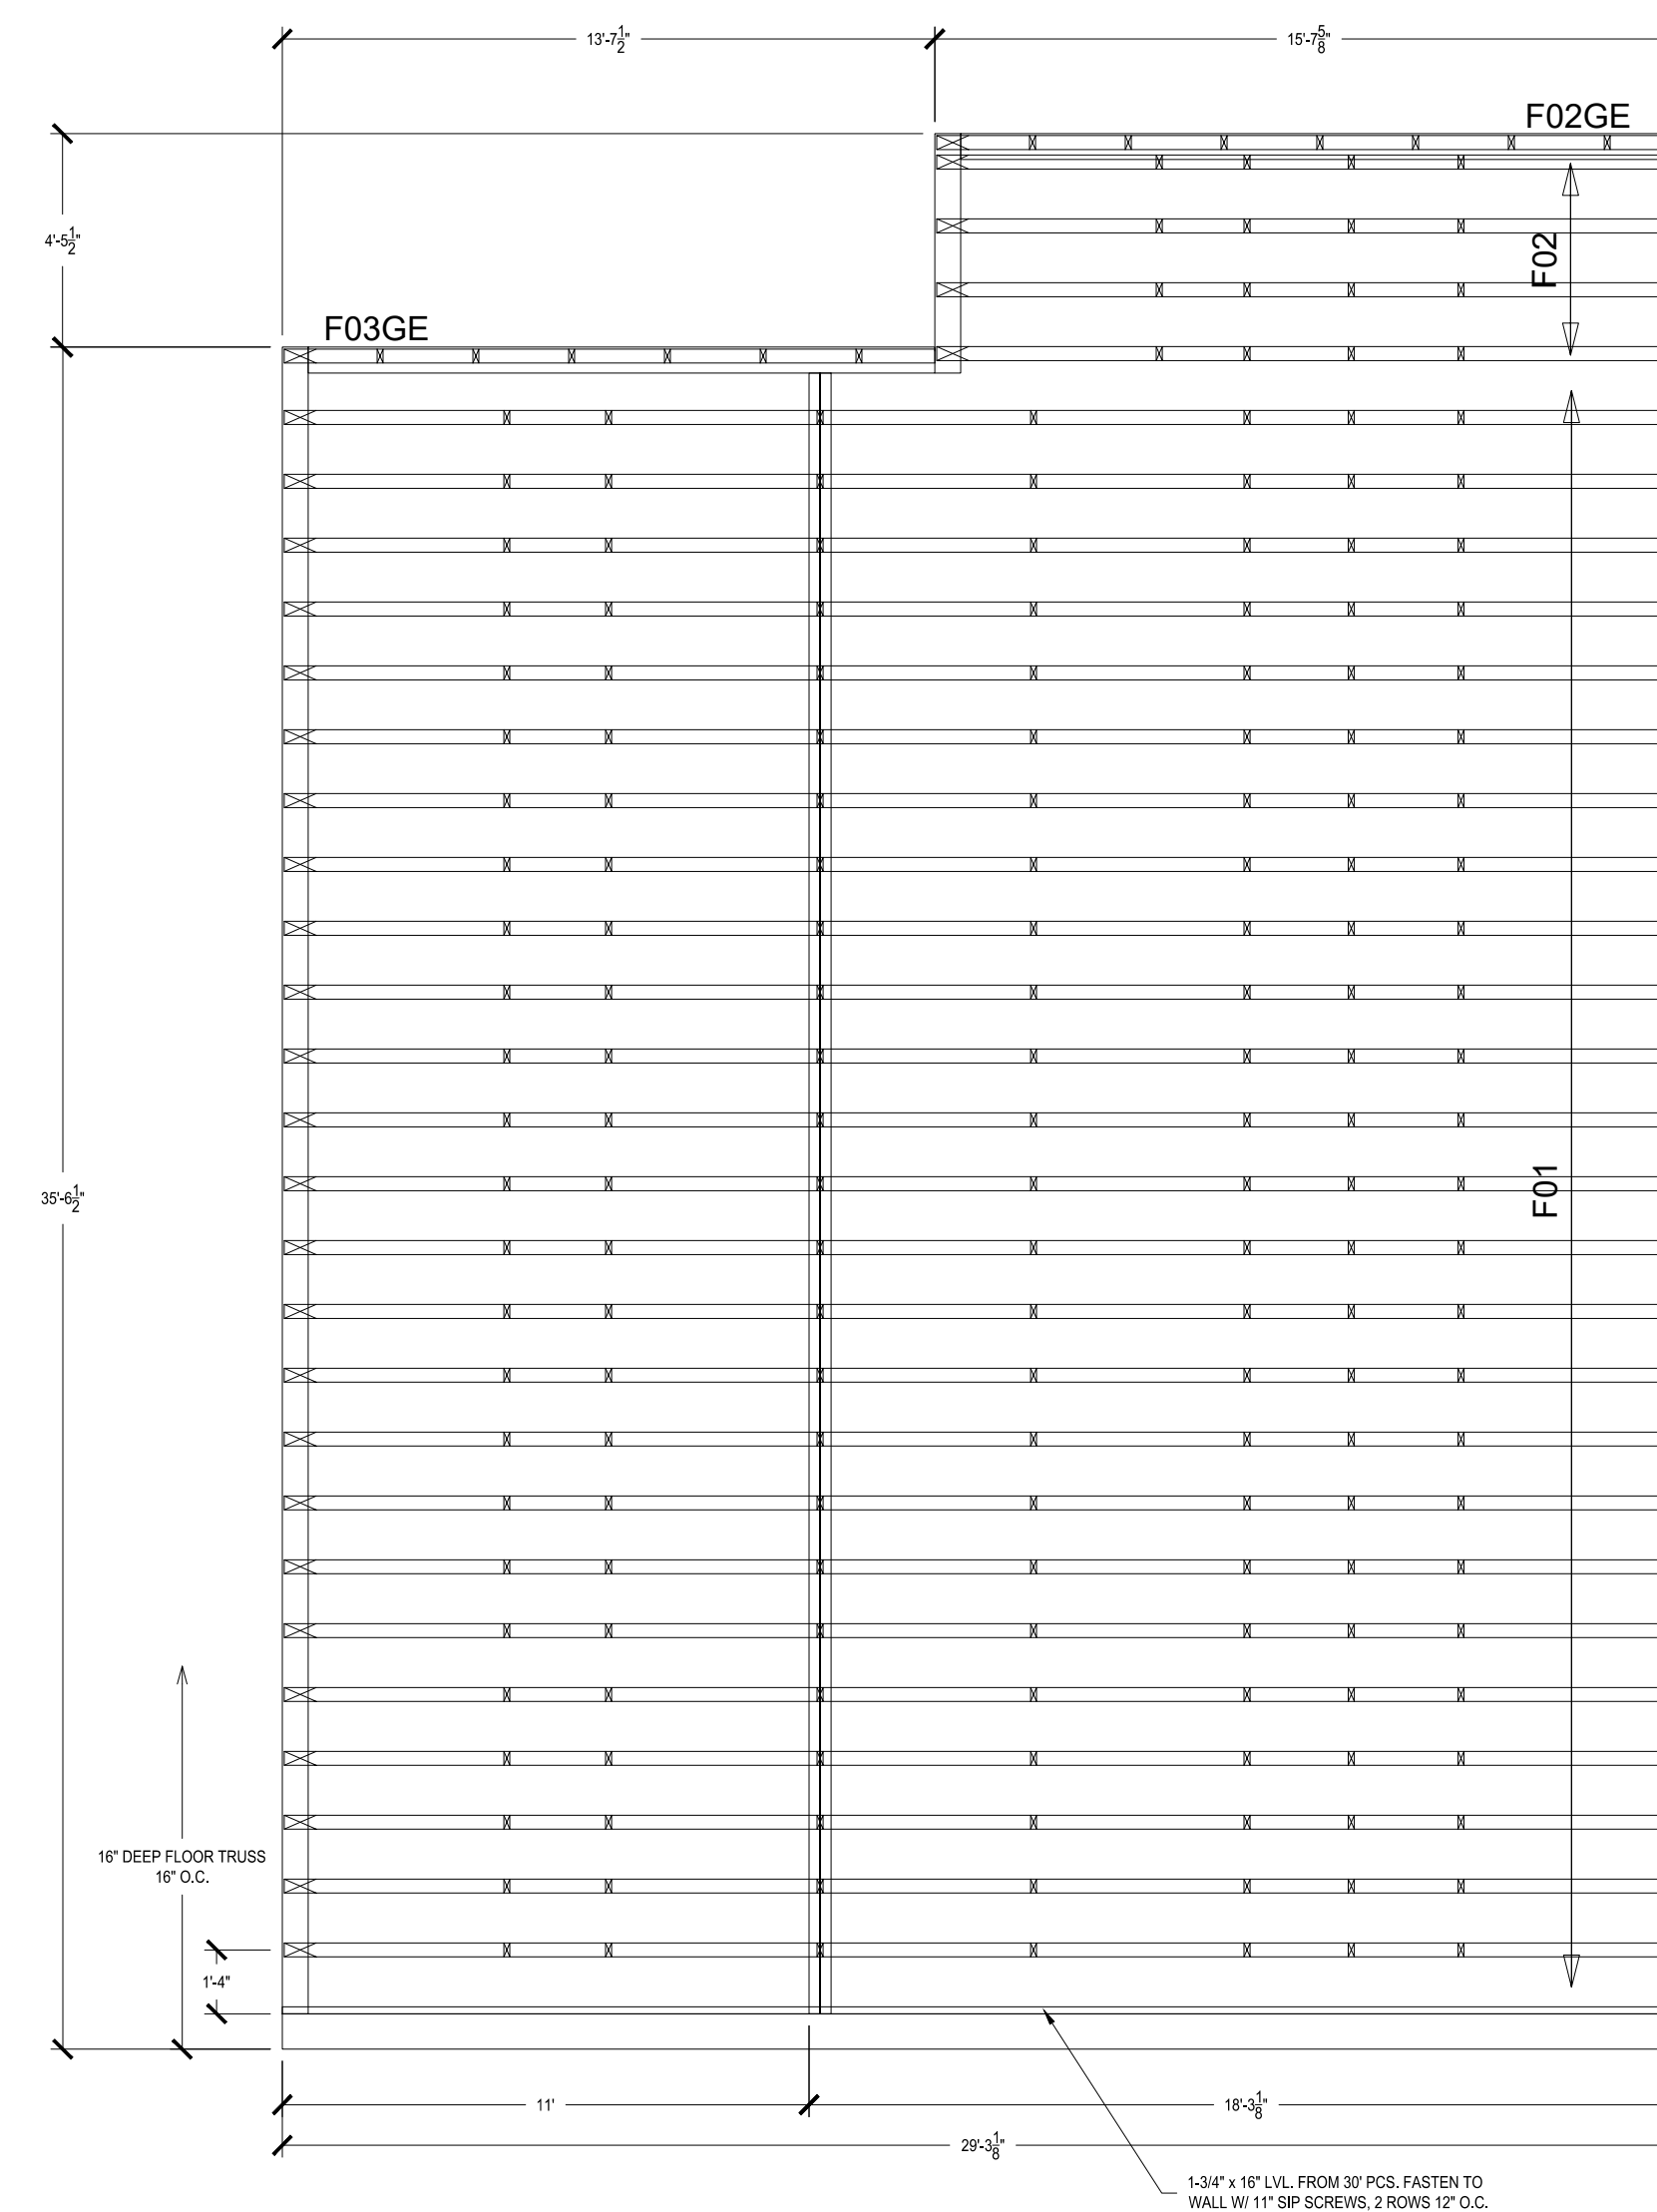 13'-7 1/2"
15'-7 5/8"
F02GE
4'-5 1/2"
F02
F03GE
35'-6 1/2"
F01
16" DEEP FLOOR TRUSS
16" O.C.
1'-4"
11'
18'-3 1/8"
29'-3 1/8"
1-3/4" x 16" LVL. FROM 30' PCS. FASTEN TO
WALL W/ 11" SIP SCREWS, 2 ROWS 12" O.C.